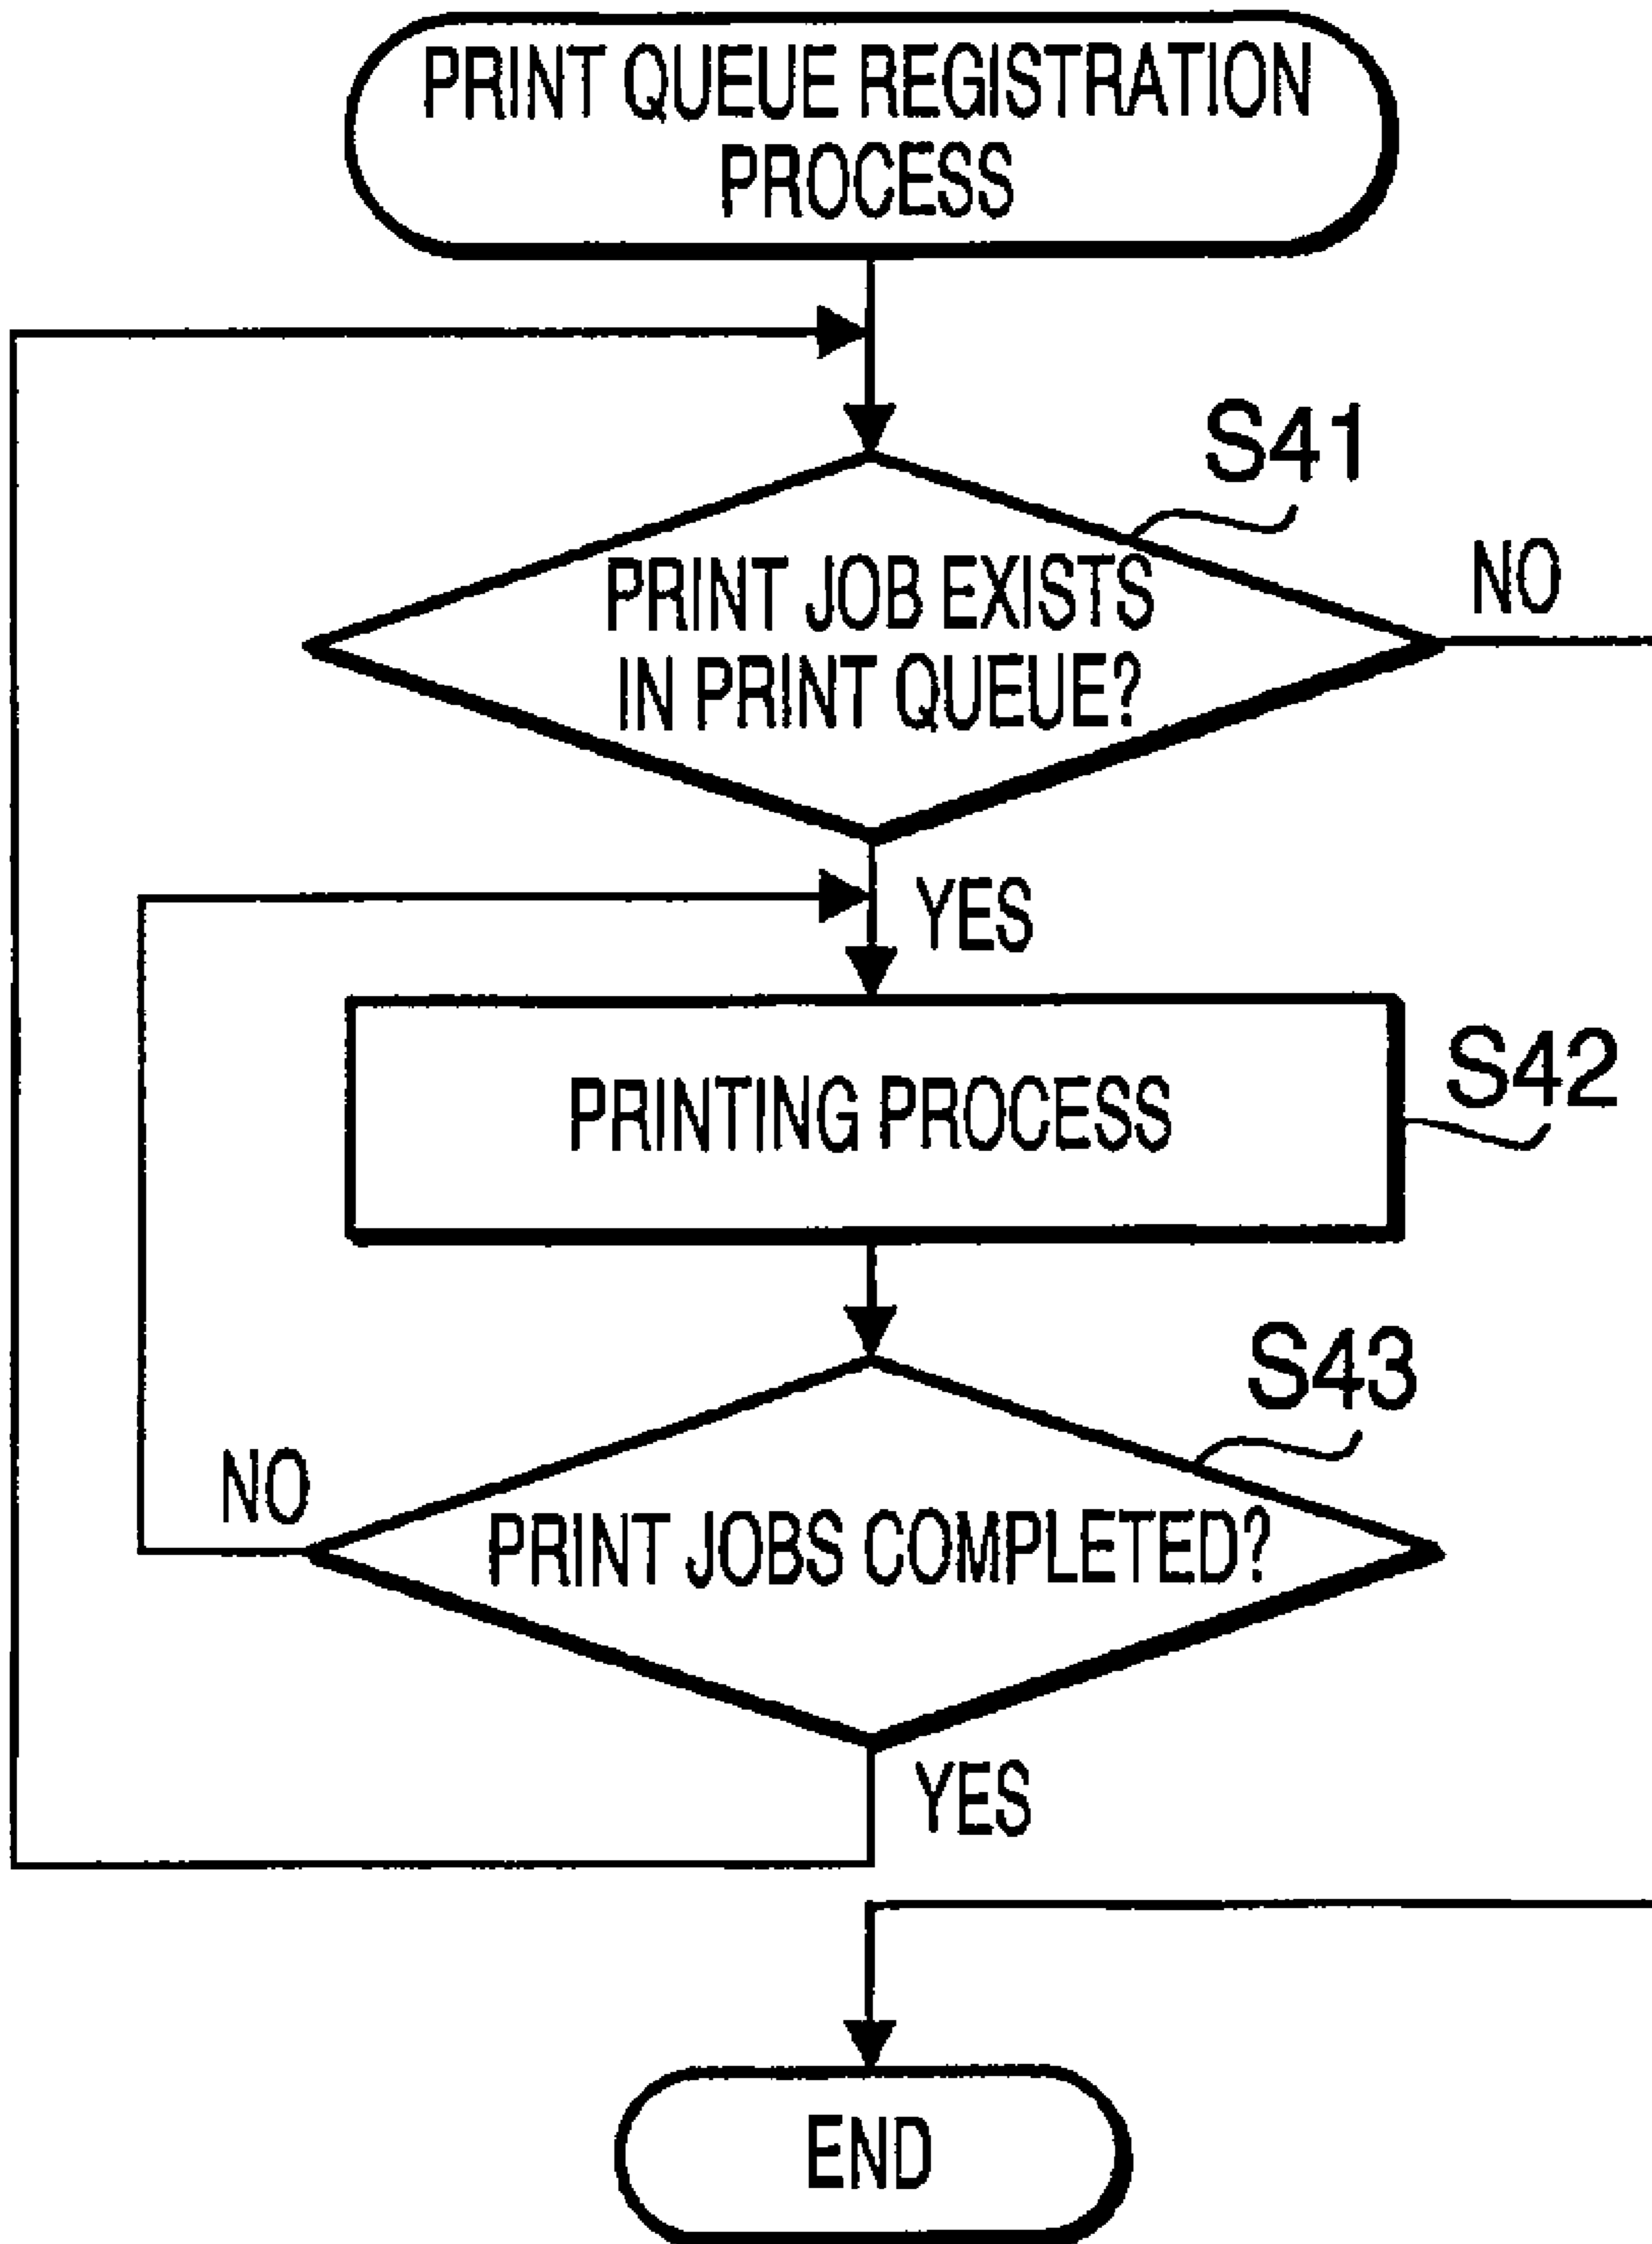 PRINT QUEUE REGISTRATION
PROCESS
S41
PRINT JOB EXISTS
IN PRINT QUEUE?
NO
YES
PRINTING PROCESS
S42
S43
NO
PRINT JOBS COMPLETED?
YES
END